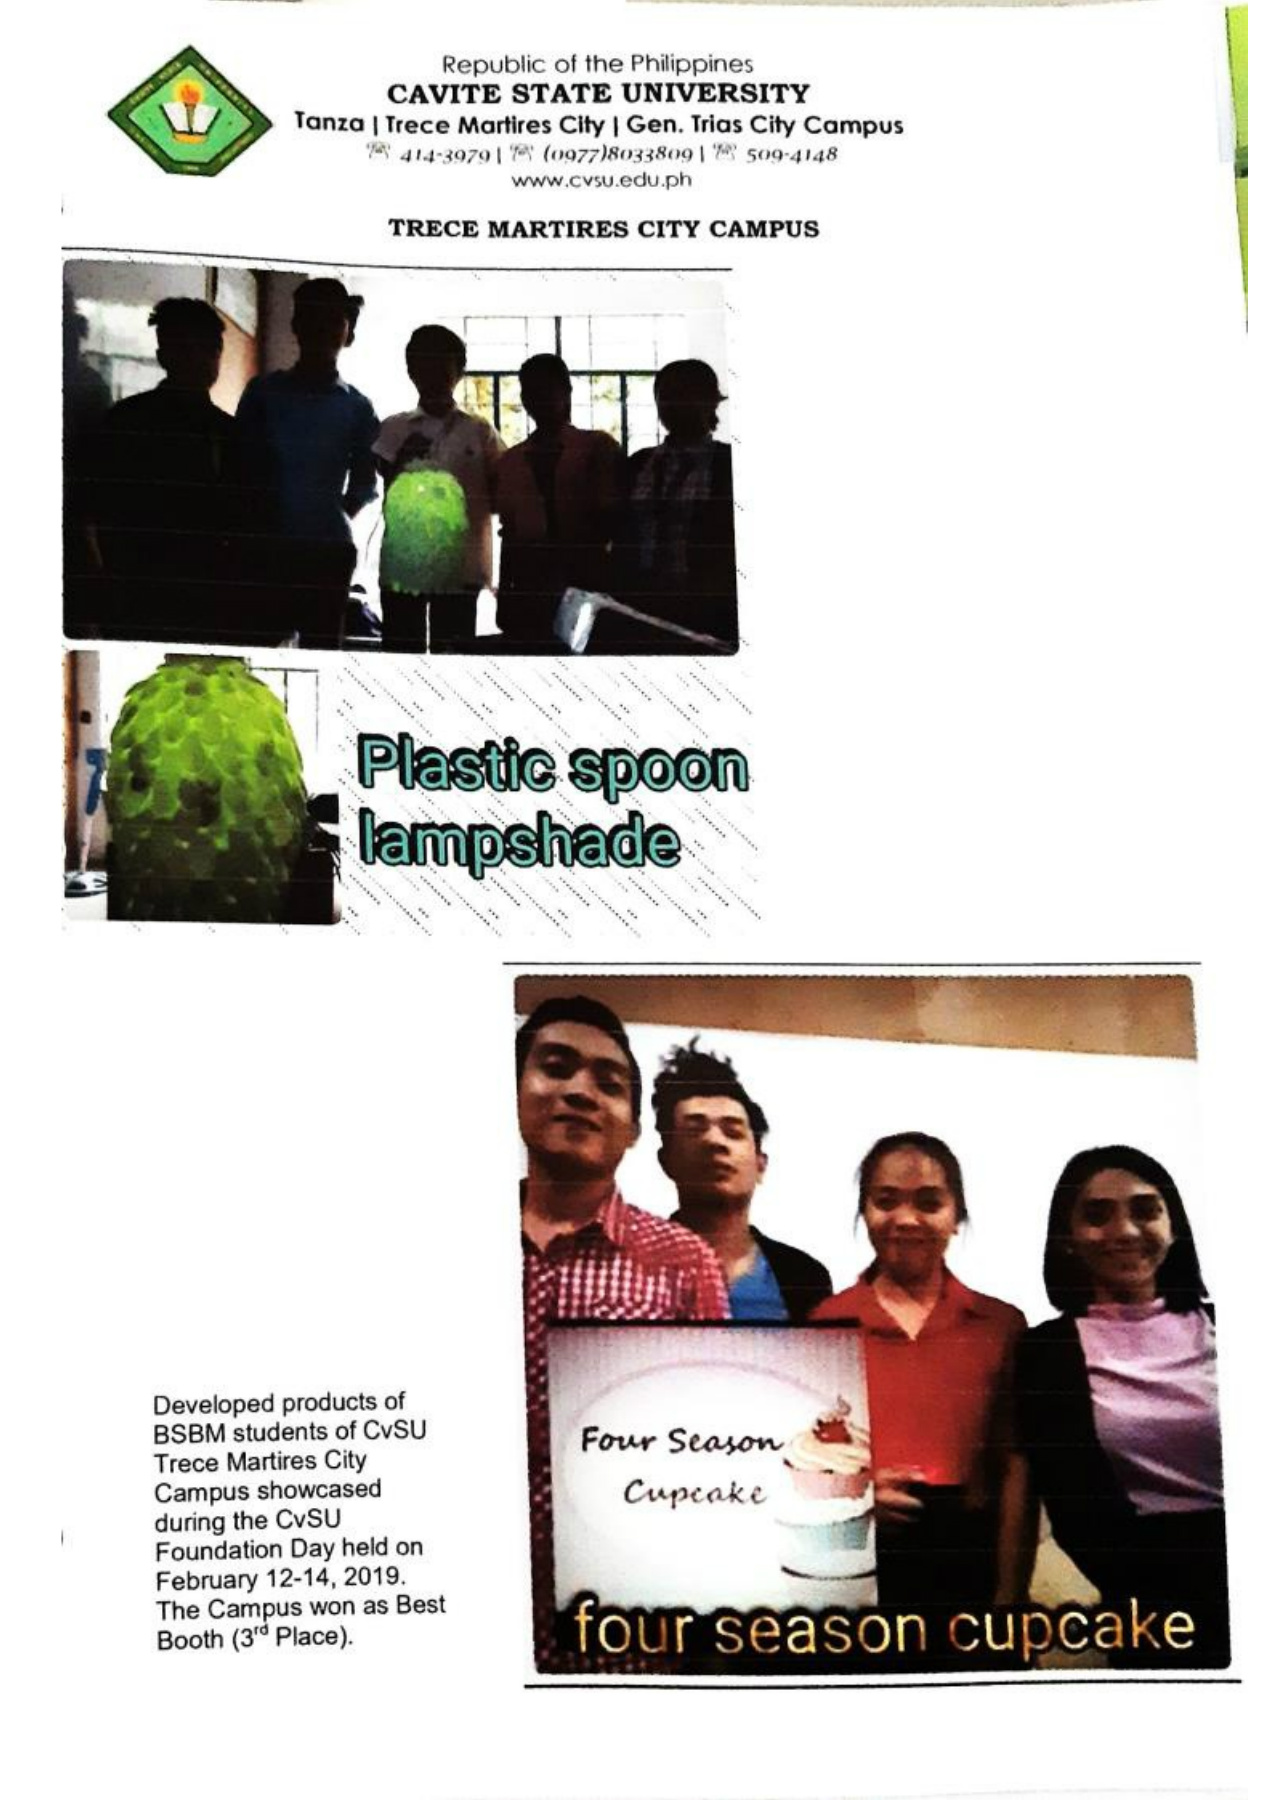 Republic of the Philippines
CAVITE STATE UNIVERSITY
Tanza | Trece Martires City | Gen. Trias City Campus
☏ 414-3979 | ☏ (0977)8033809 | ☏ 509-4148
www.cvsu.edu.ph
TRECE MARTIRES CITY CAMPUS
Plastic spoon
lampshade
Four Season
Cupcake
four season cupcake
Developed products of
BSBM students of CvSU
Trece Martires City
Campus showcased
during the CvSU
Foundation Day held on
February 12-14, 2019.
The Campus won as Best
Booth (3rd Place).